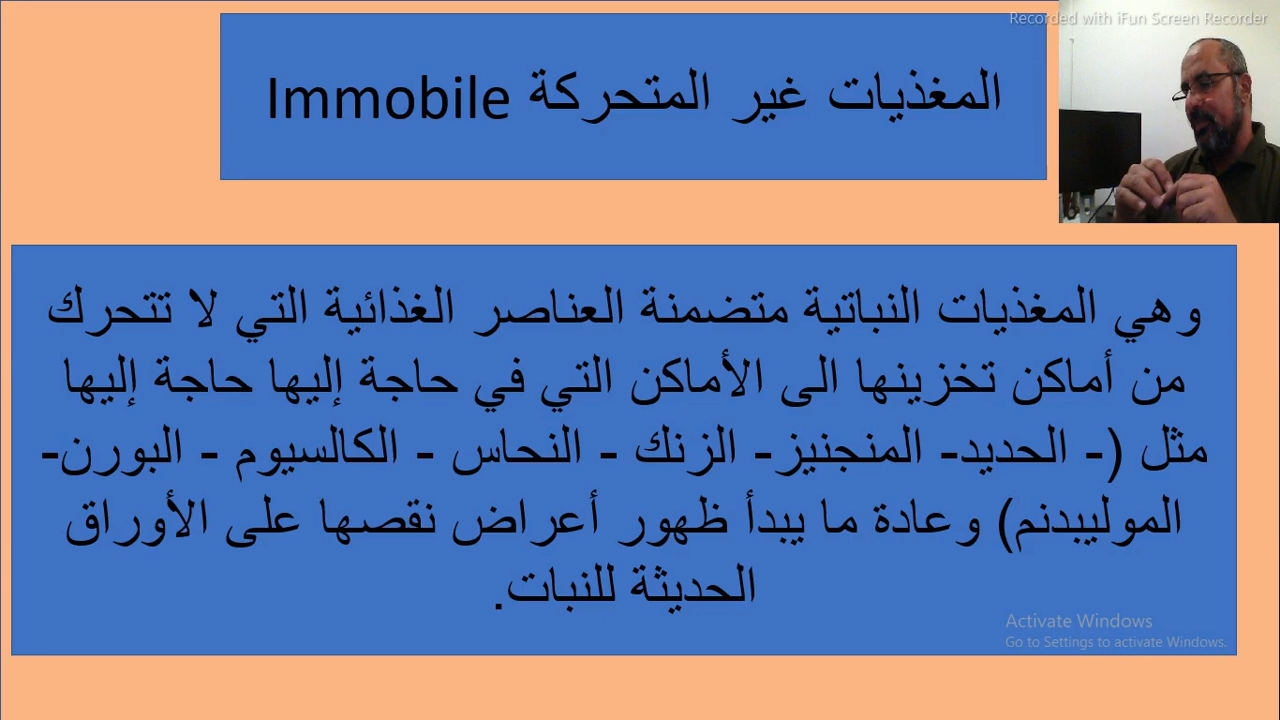 Recorded with iFun Screen Recorder
المغذيات غير المتحركة Immobile
وهي المغذيات النباتية متضمنة العناصر الغذائية التي لا تتحرك
من أماكن تخزينها الى الأماكن التي في حاجة إليها حاجة إليها
مثل (- الحديد- المنجنيز- الزنك - النحاس - الكالسيوم - البورن-
الموليبدنم) وعادة ما يبدأ ظهور أعراض نقصها على الأوراق
الحديثة للنبات.
Activate Windows
Go to Settings to activate Windows.